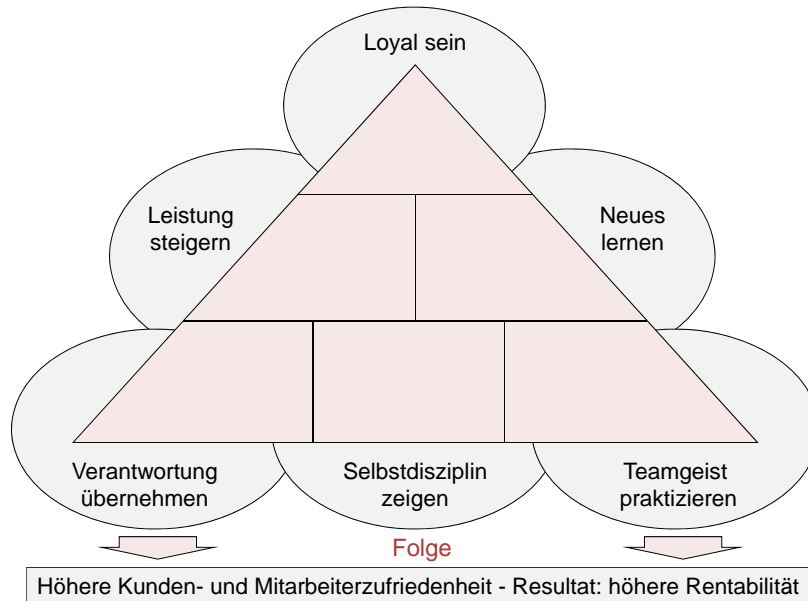 Loyal sein
Leistung
steigern
Neues
lernen
Verantwortung
übernehmen
Selbstdisziplin
zeigen
Teamgeist
praktizieren
Folge
Höhere Kunden- und Mitarbeiterzufriedenheit - Resultat: höhere Rentabilität